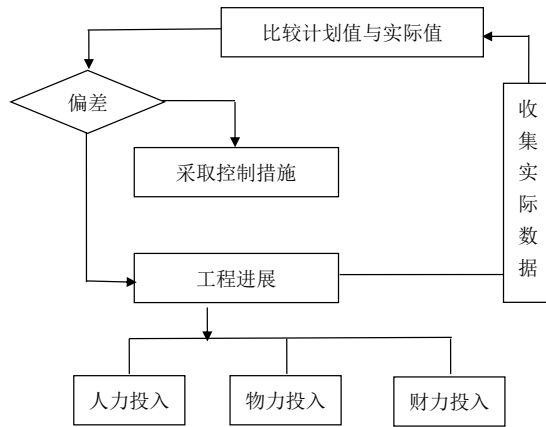 比较计划值与实际值
偏差
收集实际数据
采取控制措施
工程进展
人力投入
物力投入
财力投入